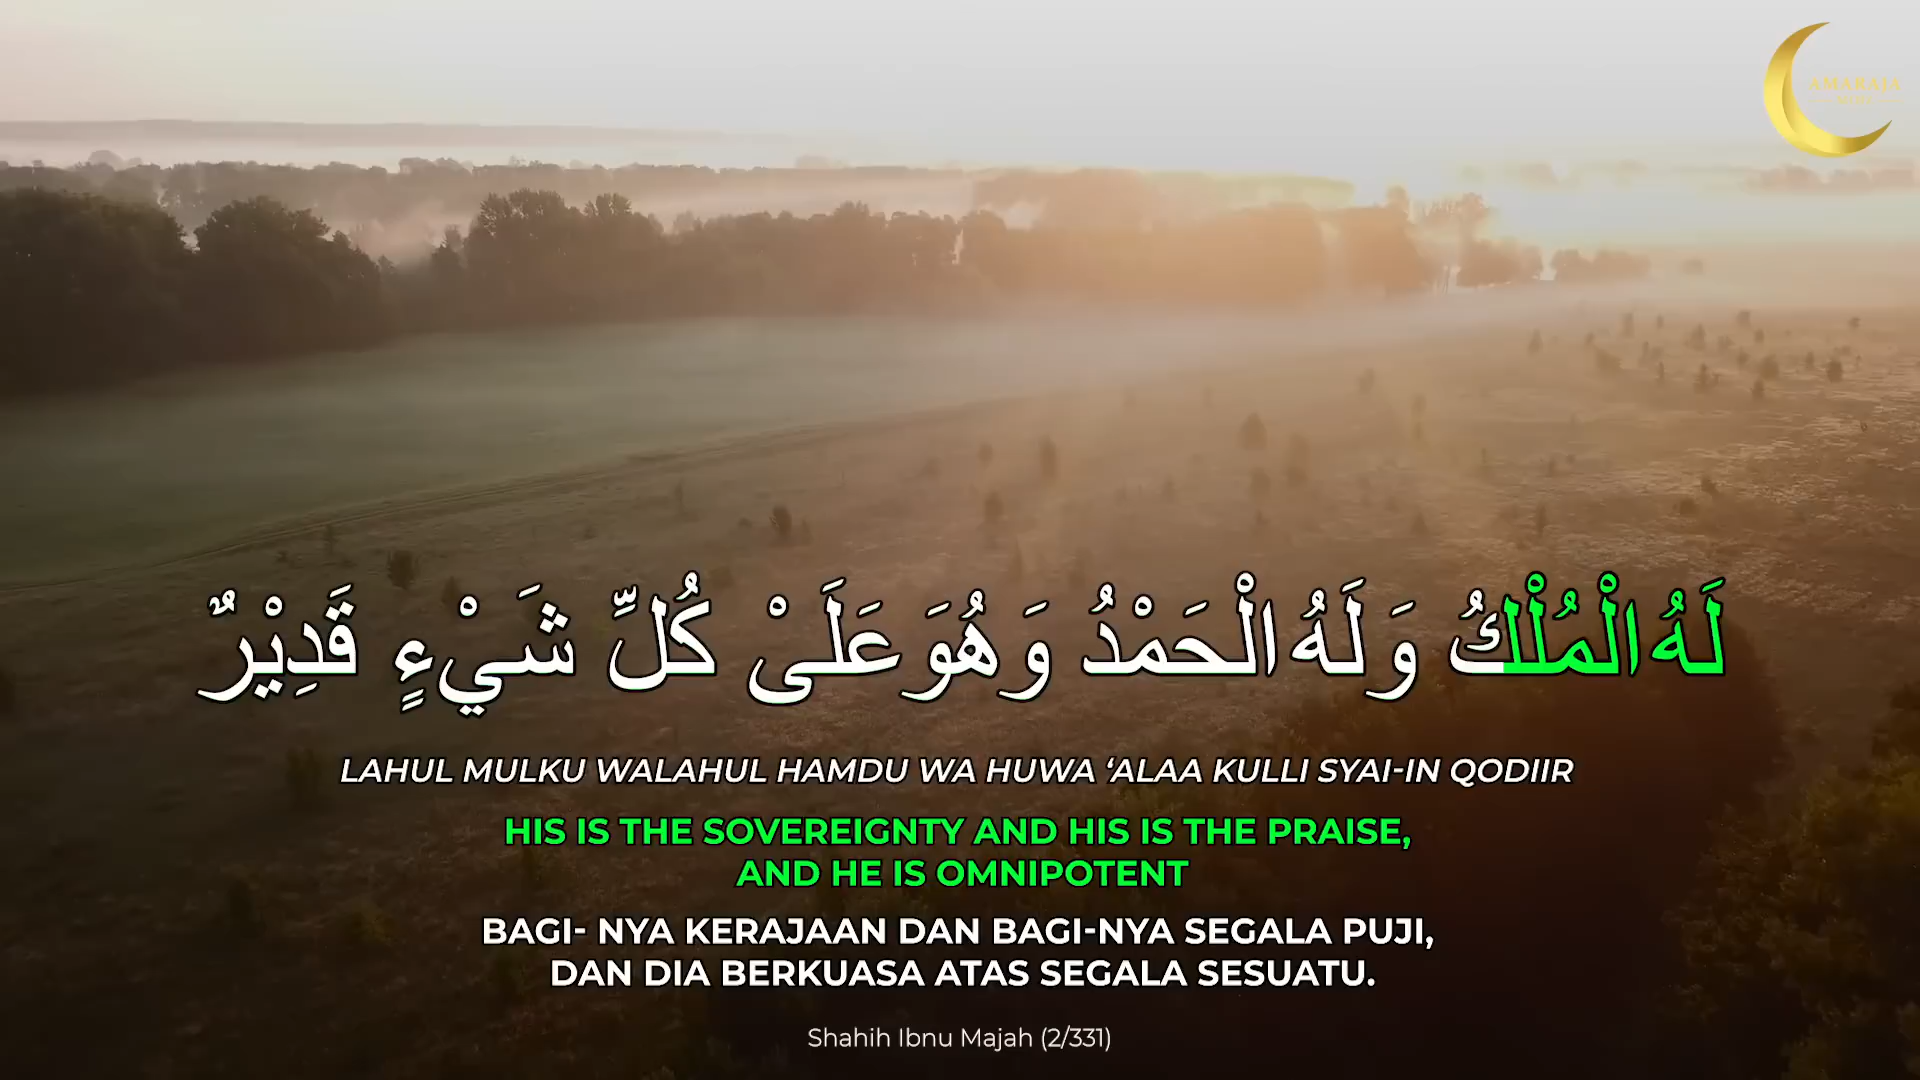 AMARAJA
لَهُ الْمُلْكُ وَلَهُ الْحَمْدُ وَهُوَ عَلَىْ كُلِّ شَيْءٍ قَدِيْرٌ
LAHUL MULKU WALAHUL HAMDU WA HUWA ‘ALAA KULLI SYAI-IN QODIIR
HIS IS THE SOVEREIGNTY AND HIS IS THE PRAISE,
AND HE IS OMNIPOTENT
BAGI- NYA KERAJAAN DAN BAGI-NYA SEGALA PUJI,
DAN DIA BERKUASA ATAS SEGALA SESUATU.
Shahih Ibnu Majah (2/331)